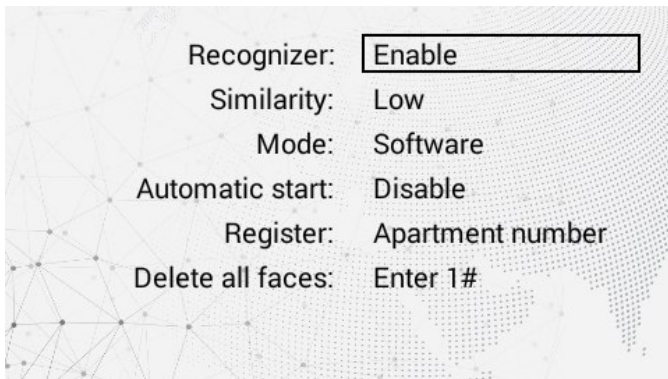 Recognizer: Enable
Similarity: Low
Mode: Software
Automatic start: Disable
Register: Apartment number
Delete all faces: Enter 1#